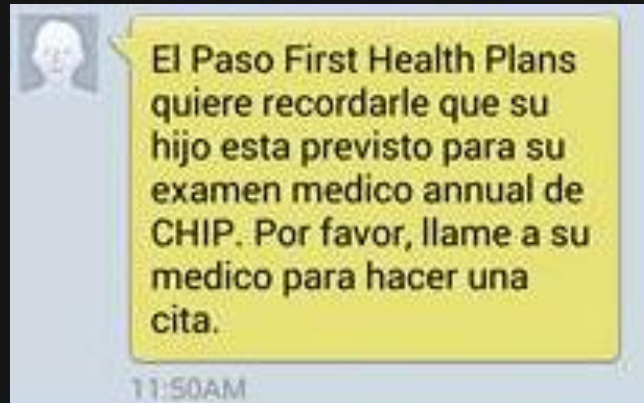 El Paso First Health Plans
quiere recordarle que su
hijo esta previsto para su
examen medico annual de
CHIP. Por favor, llame a su
medico para hacer una
cita.
11:50AM